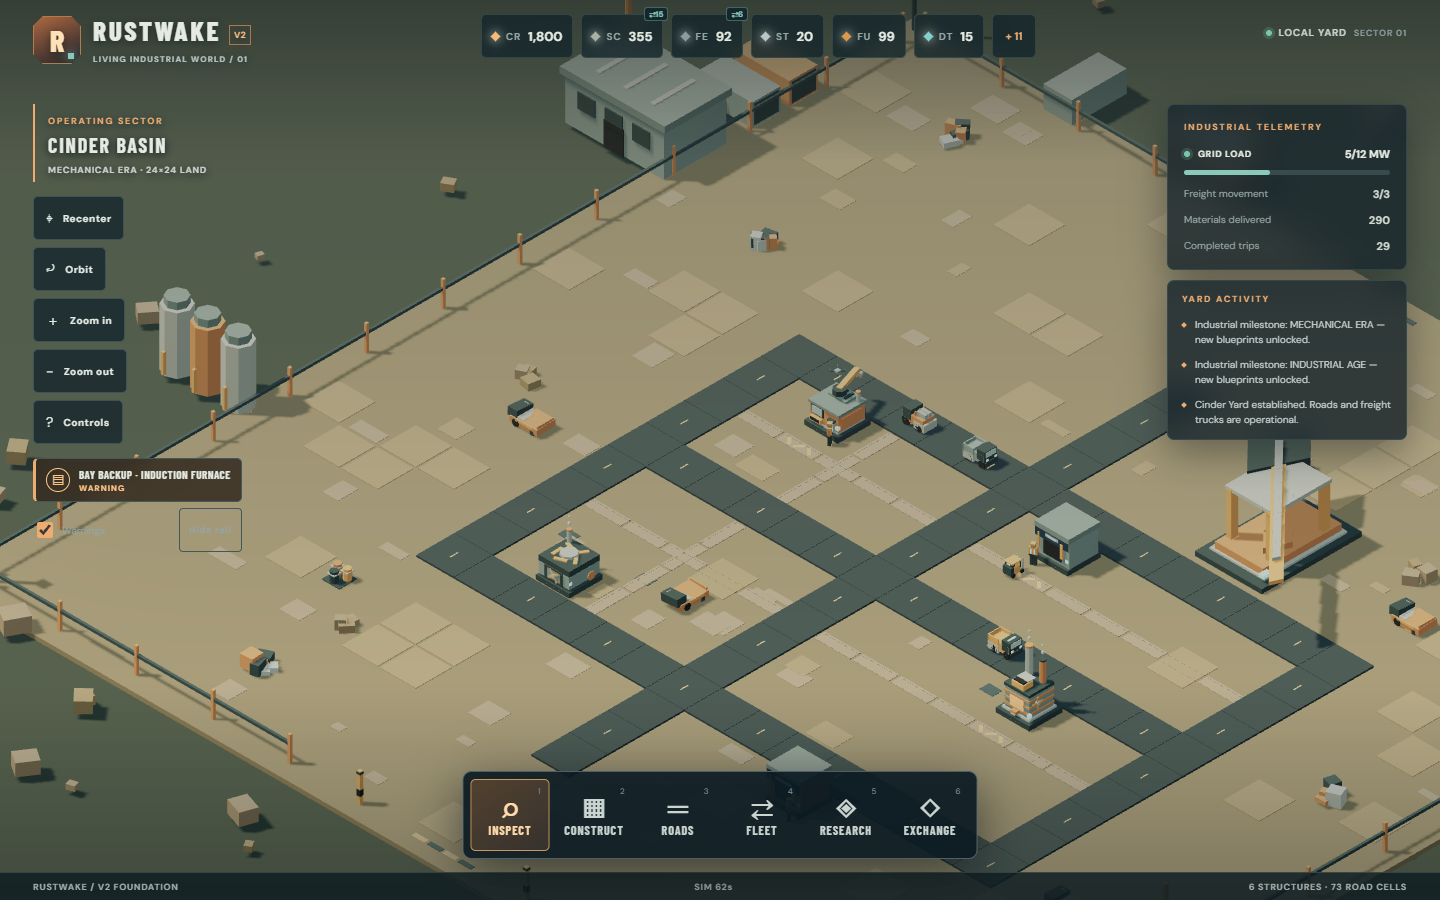 R
RUSTWAKE V2
LIVING INDUSTRIAL WORLD / 01
CR 1,800
SC 355 ⇄15
FE 92 ⇄6
ST 20
FU 99
DT 15
+11
LOCAL YARD SECTOR 01
OPERATING SECTOR
CINDER BASIN
MECHANICAL ERA · 24×24 LAND
Recenter
Orbit
+ Zoom in
− Zoom out
? Controls
BAY BACKUP · INDUCTION FURNACE
WARNING
INDUSTRIAL TELEMETRY
GRID LOAD 5/12 MW
Freight movement 3/3
Materials delivered 290
Completed trips 29
YARD ACTIVITY
Industrial milestone: MECHANICAL ERA —
new blueprints unlocked.
Industrial milestone: INDUSTRIAL AGE —
new blueprints unlocked.
Cinder Yard established. Roads and freight
trucks are operational.
1 INSPECT
2 CONSTRUCT
3 ROADS
4 FLEET
5 RESEARCH
6 EXCHANGE
RUSTWAKE / V2 FOUNDATION
SIM 62s
6 STRUCTURES · 73 ROAD CELLS